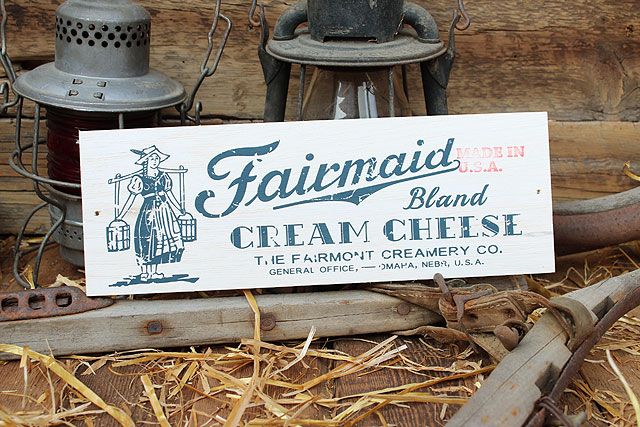 Fairmaid
MADE IN
U.S.A.
Bland
CREAM CHEESE
THE FAIRMONT CREAMERY CO.
GENERAL OFFICE, — OMAHA, NEBR, U.S.A.